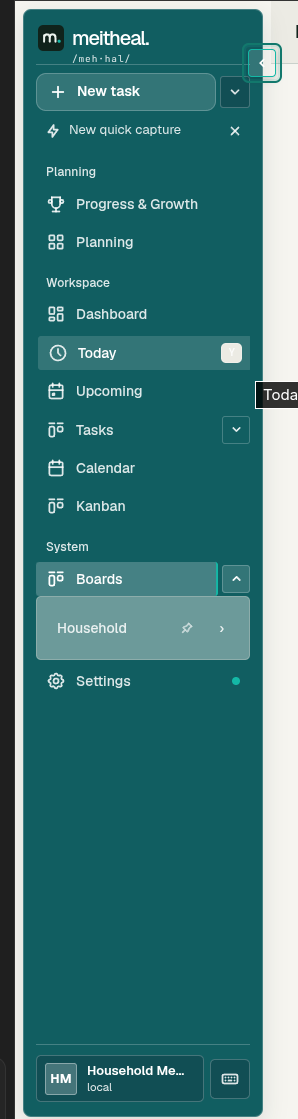 m.
meitheal.
/meh·hal/
New task
New quick capture
Planning
Progress & Growth
Planning
Workspace
Dashboard
Today
Toda
Upcoming
Tasks
Calendar
Kanban
System
Boards
Household
Settings
HM
Household Me...
local